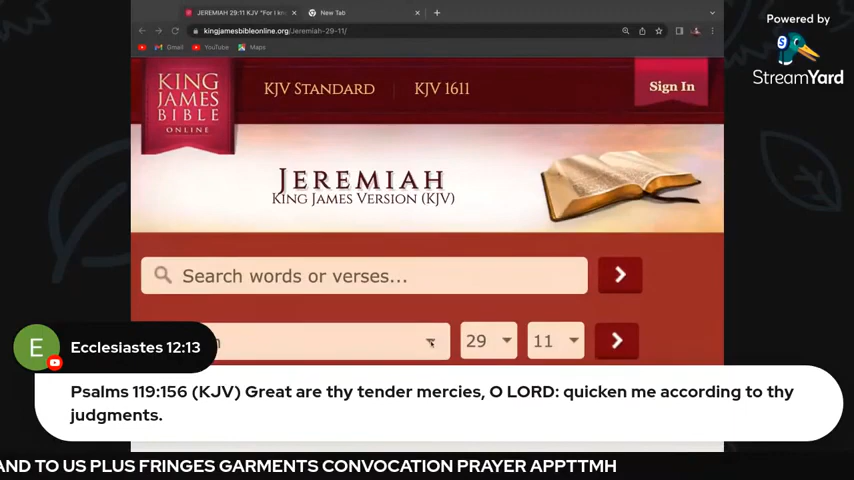 JEREMIAH 29:11 KJV "For I kno
New Tab
Powered by
kingjamesbibleonline.org/Jeremiah-29-11/
Gmail
YouTube
Maps
StreamYard
KING
JAMES
BIBLE
ONLINE
KJV STANDARD
KJV 1611
Sign In
JEREMIAH
KING JAMES VERSION (KJV)
Search words or verses...
29
11
E
Ecclesiastes 12:13
Psalms 119:156 (KJV) Great are thy tender mercies, O LORD: quicken me according to thy
judgments.
AND TO US PLUS FRINGES GARMENTS CONVOCATION PRAYER APPTTMH